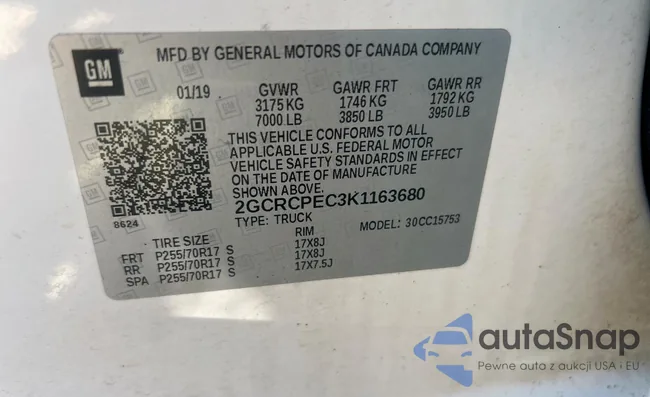 GM
MFD BY GENERAL MOTORS OF CANADA COMPANY
01/19 GVWR GAWR FRT GAWR RR
3175 KG 1746 KG 1792 KG
7000 LB 3850 LB 3950 LB
THIS VEHICLE CONFORMS TO ALL
APPLICABLE U.S. FEDERAL MOTOR
VEHICLE SAFETY STANDARDS IN EFFECT
ON THE DATE OF MANUFACTURE
SHOWN ABOVE.
8624 2GCRCPEC3K1163680
TYPE: TRUCK MODEL: 30CC15753
TIRE SIZE RIM
FRT P255/70R17 S 17X8J
RR P255/70R17 S 17X8J
SPA P255/70R17 S 17X7.5J
autoSnap
Pewne auta z aukcji USA i EU